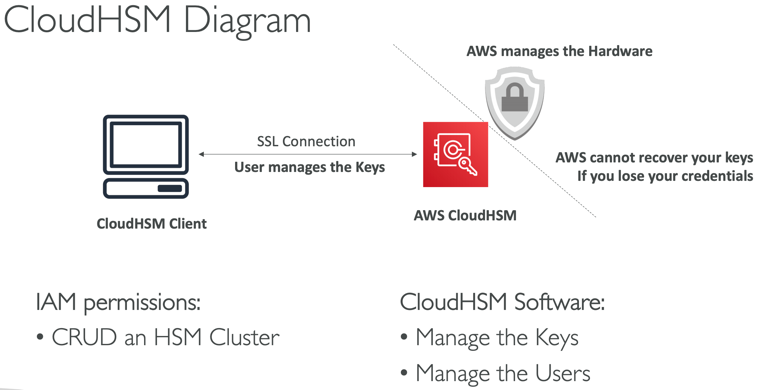 CloudHSM Diagram
AWS manages the Hardware
SSL Connection
User manages the Keys
AWS cannot recover your keys
If you lose your credentials
CloudHSM Client
AWS CloudHSM
IAM permissions:
• CRUD an HSM Cluster
CloudHSM Software:
• Manage the Keys
• Manage the Users